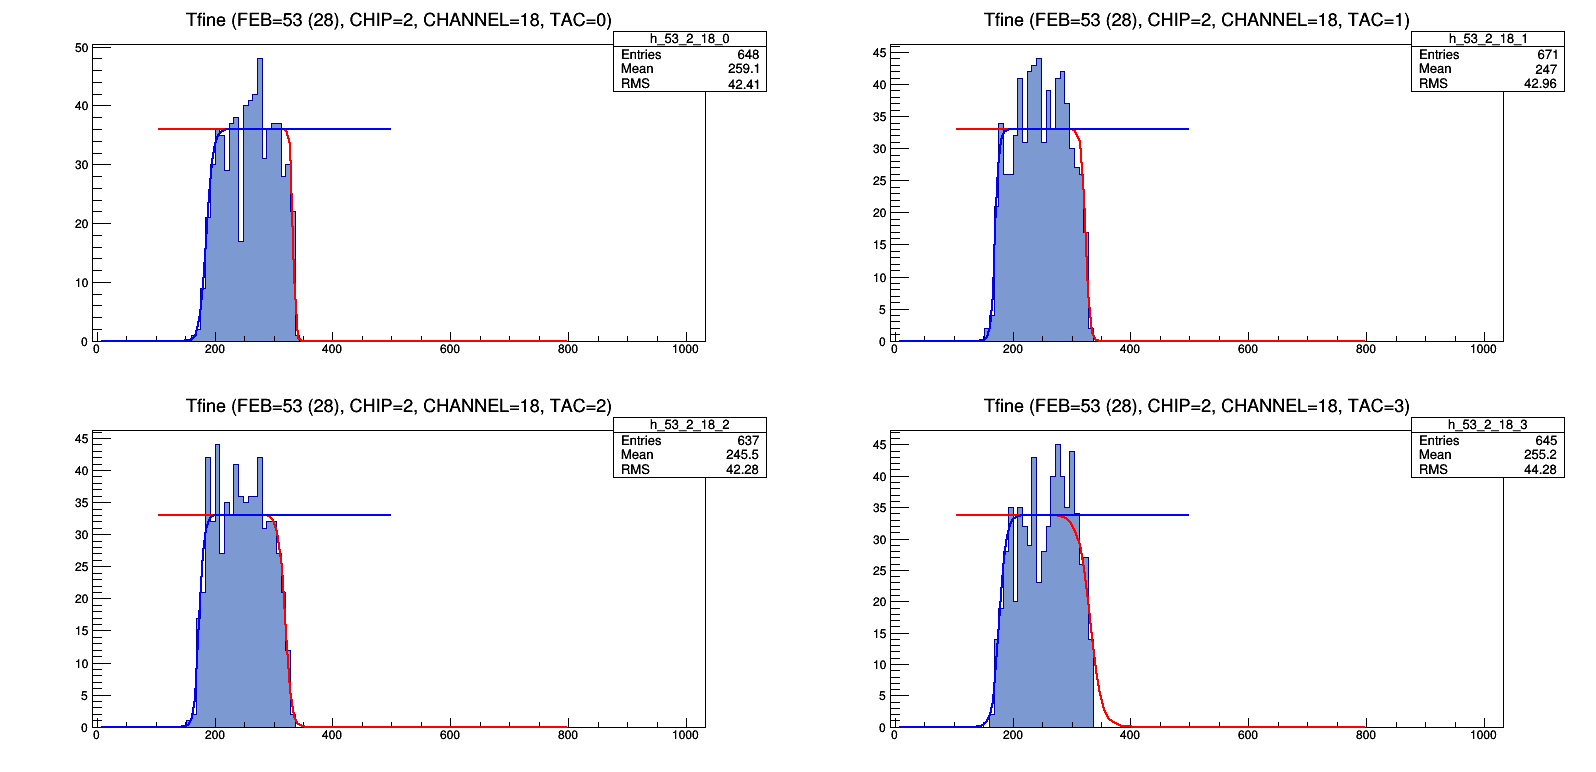 Tfine (FEB=53 (28), CHIP=2, CHANNEL=18, TAC=0)
h_53_2_18_0
Entries 648
Mean 259.1
RMS 42.41
50
40
30
20
10
0
0 200 400 600 800 1000
Tfine (FEB=53 (28), CHIP=2, CHANNEL=18, TAC=1)
h_53_2_18_1
Entries 671
Mean 247
RMS 42.96
45
40
35
30
25
20
15
10
5
0
0 200 400 600 800 1000
Tfine (FEB=53 (28), CHIP=2, CHANNEL=18, TAC=2)
h_53_2_18_2
Entries 637
Mean 245.5
RMS 42.28
45
40
35
30
25
20
15
10
5
0
0 200 400 600 800 1000
Tfine (FEB=53 (28), CHIP=2, CHANNEL=18, TAC=3)
h_53_2_18_3
Entries 645
Mean 255.2
RMS 44.28
45
40
35
30
25
20
15
10
5
0
0 200 400 600 800 1000